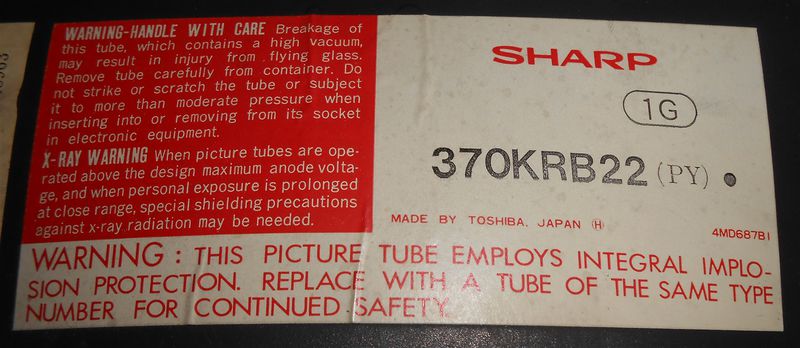 WARNING-HANDLE WITH CARE Breakage of
this tube, which contains a high vacuum,
may result in injury from flying glass.
Remove tube carefully from container. Do
not strike or scratch the tube or subject
it to more than moderate pressure when
inserting into or removing from its socket
in electronic equipment.
X-RAY WARNING When picture tubes are ope-
rated above the design maximum anode volta-
ge, and when personal exposure is prolonged
at close range, special shielding precautions
against x-ray radiation may be needed.
SHARP
1G
370KRB22 (PY) ●
MADE BY TOSHIBA, JAPAN Ⓗ
4MD687B1
WARNING : THIS PICTURE TUBE EMPLOYS INTEGRAL IMPLO-
SION PROTECTION. REPLACE WITH A TUBE OF THE SAME TYPE
NUMBER FOR CONTINUED SAFETY.